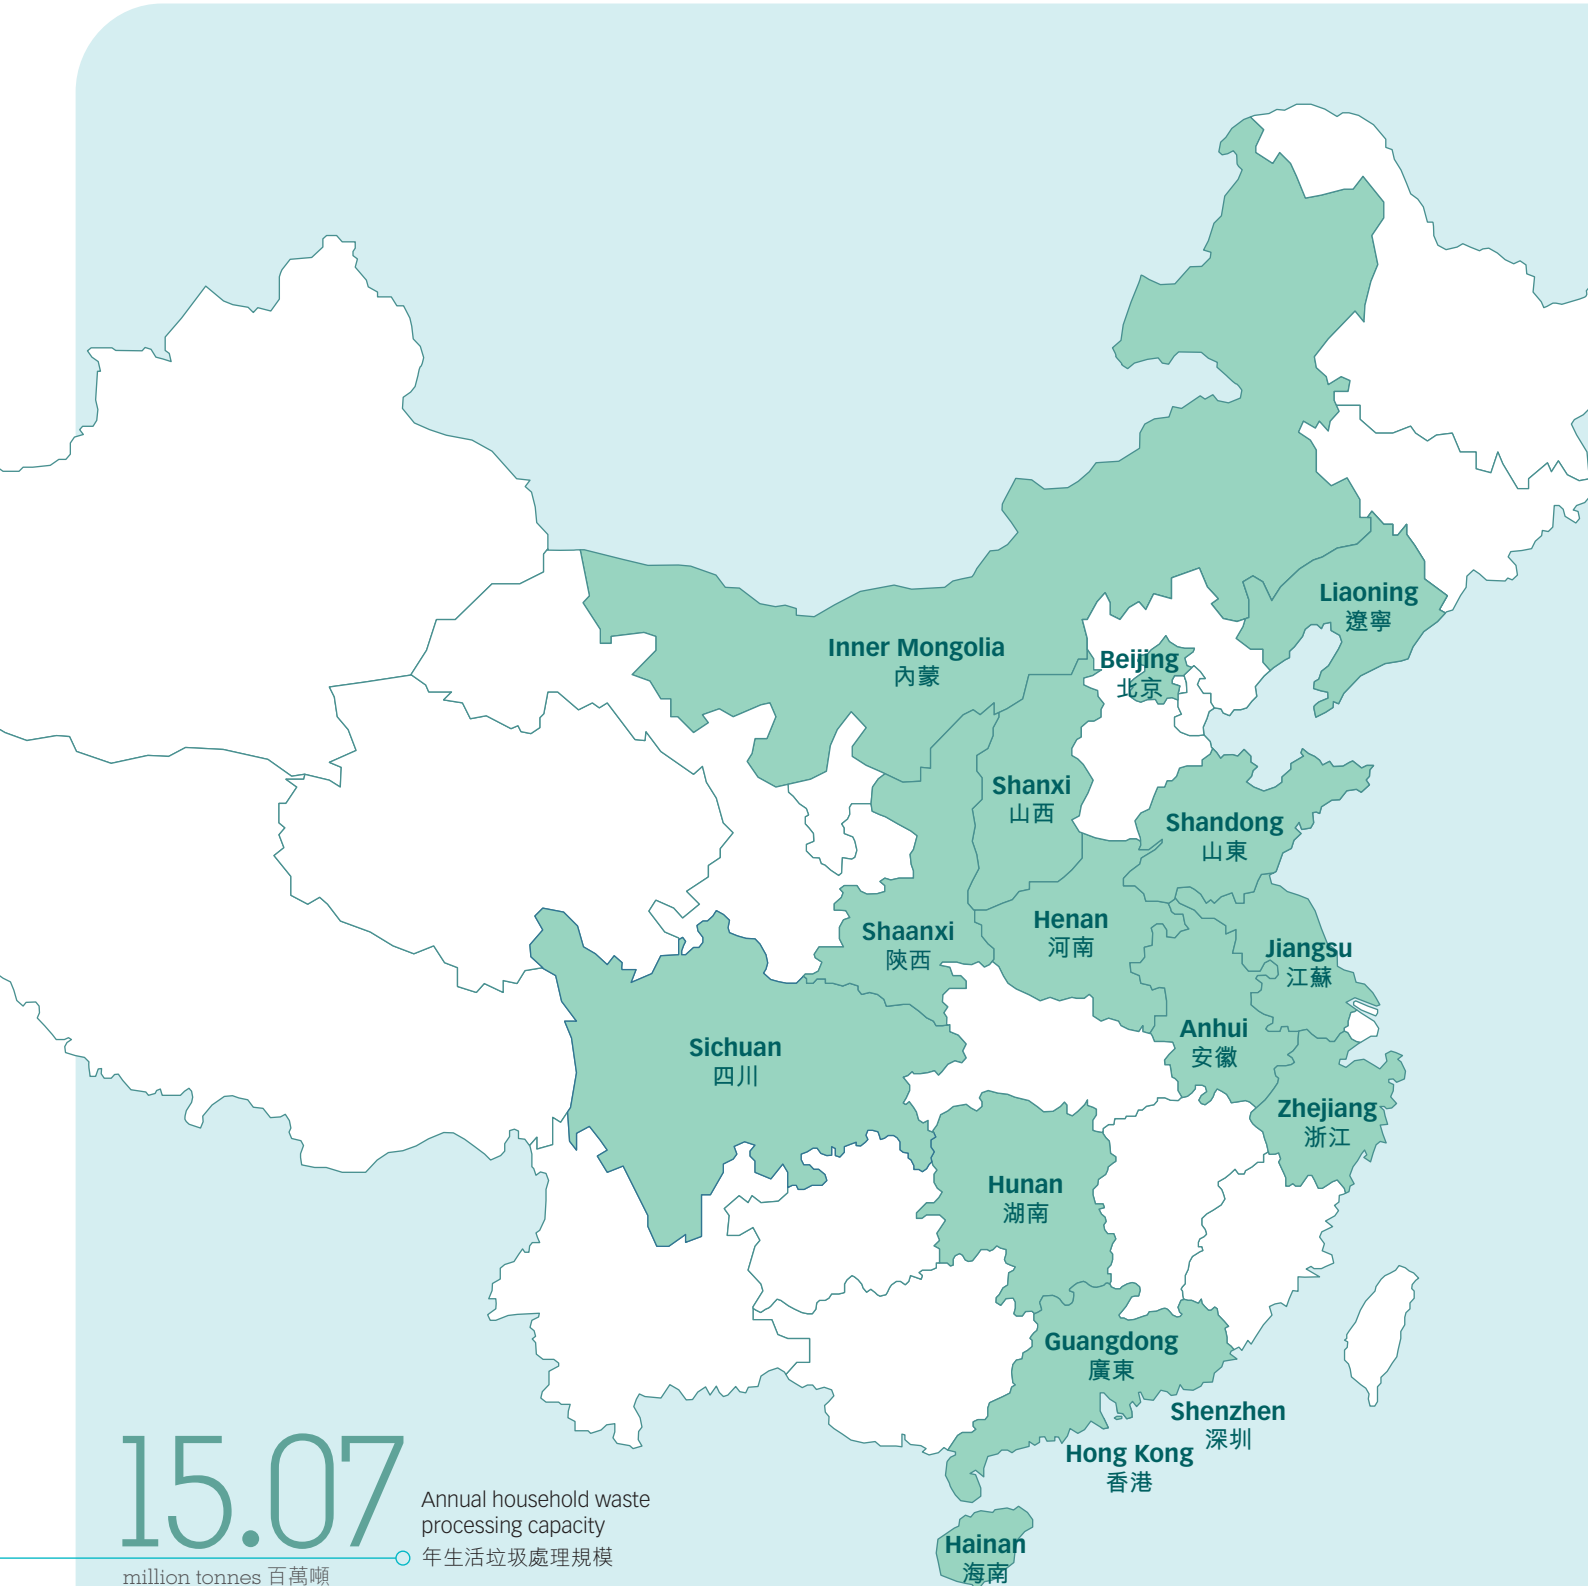 Liaoning
遼寧
Inner Mongolia
內蒙
Beijing
北京
Shanxi
山西
Shandong
山東
Shaanxi
陝西
Henan
河南
Jiangsu
江蘇
Anhui
安徽
Sichuan
四川
Zhejiang
浙江
Hunan
湖南
Guangdong
廣東
Shenzhen
深圳
Hong Kong
香港
Hainan
海南
15.07
million tonnes 百萬噸
Annual household waste
processing capacity
年生活垃圾處理規模